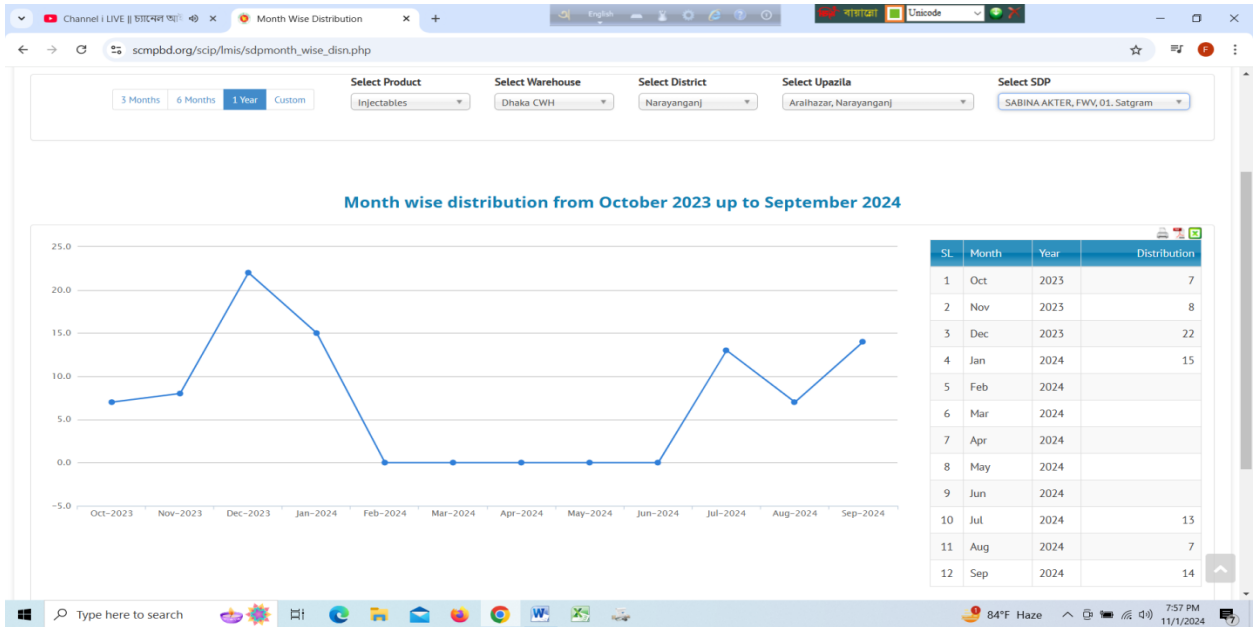 Channel i LIVE || চ্যানেল আই
Month Wise Distribution
English
বায়ান্নো
Unicode
scmpbd.org/scip/lmis/sdpmonth_wise_disn.php
F
3 Months 6 Months 1 Year Custom
Select Product Select Warehouse Select District Select Upazila Select SDP
Injectables Dhaka CWH Narayanganj Araihazar, Narayanganj SABINA AKTER, FWV, 01. Satgram
Month wise distribution from October 2023 up to September 2024
25.0
20.0
15.0
10.0
5.0
0.0
-5.0
Oct-2023 Nov-2023 Dec-2023 Jan-2024 Feb-2024 Mar-2024 Apr-2024 May-2024 Jun-2024 Jul-2024 Aug-2024 Sep-2024
SL Month Year Distribution
1 Oct 2023 7
2 Nov 2023 8
3 Dec 2023 22
4 Jan 2024 15
5 Feb 2024
6 Mar 2024
7 Apr 2024
8 May 2024
9 Jun 2024
10 Jul 2024 13
11 Aug 2024 7
12 Sep 2024 14
Type here to search
84°F Haze
7:57 PM
11/1/2024